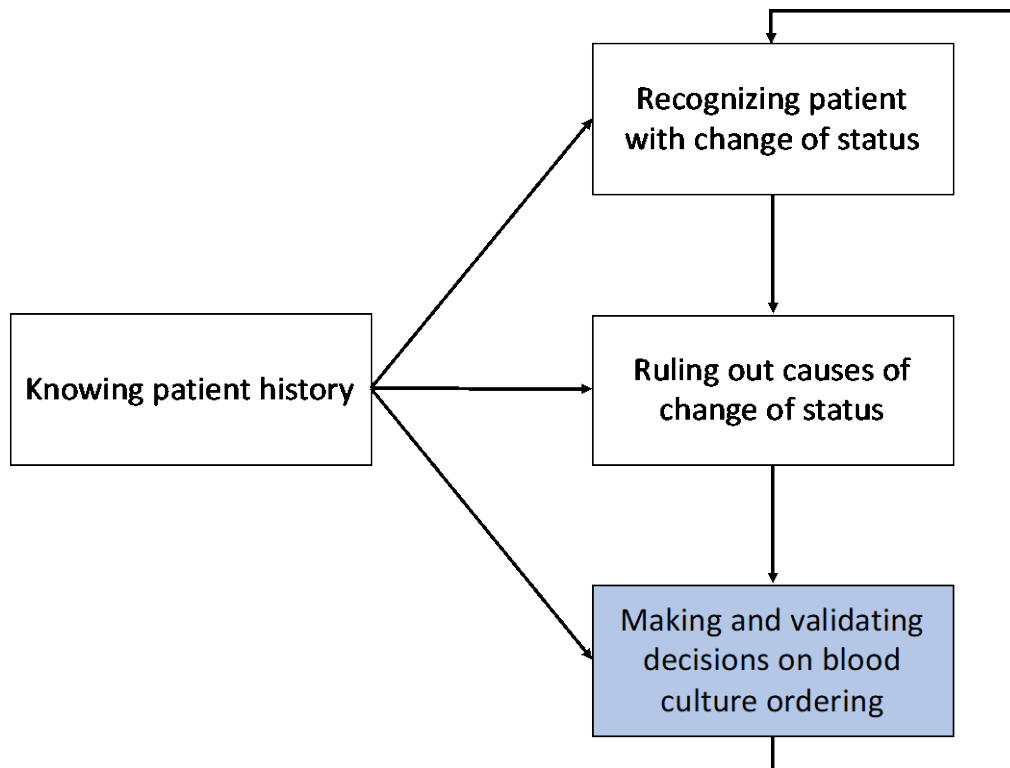 Recognizing patient
with change of status
Knowing patient history
Ruling out causes of
change of status
Making and validating
decisions on blood
culture ordering